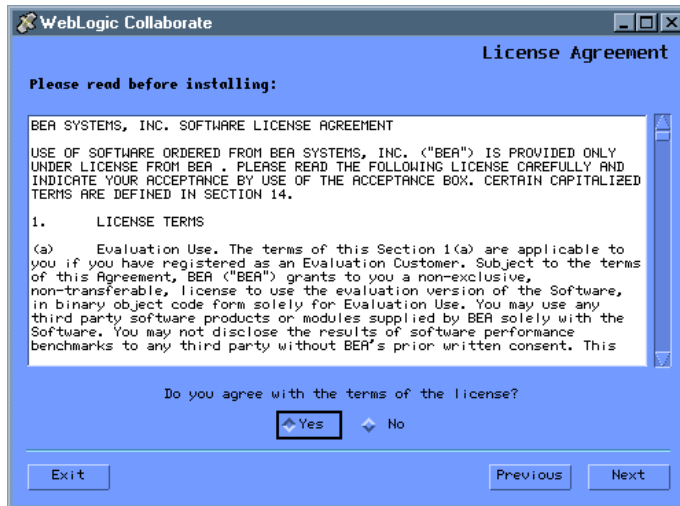 WebLogic Collaborate
License Agreement
Please read before installing:
BEA SYSTEMS, INC. SOFTWARE LICENSE AGREEMENT
USE OF SOFTWARE ORDERED FROM BEA SYSTEMS, INC. ("BEA") IS PROVIDED ONLY
UNDER LICENSE FROM BEA . PLEASE READ THE FOLLOWING LICENSE CAREFULLY AND
INDICATE YOUR ACCEPTANCE BY USE OF THE ACCEPTANCE BOX. CERTAIN CAPITALIZED
TERMS ARE DEFINED IN SECTION 14.
1. LICENSE TERMS
(a) Evaluation Use. The terms of this Section 1(a) are applicable to
you if you have registered as an Evaluation Customer. Subject to the terms
of this Agreement, BEA ("BEA") grants to you a non-exclusive,
non-transferable, license to use the evaluation version of the Software,
in binary object code form solely for Evaluation Use. You may use any
third party software products or modules supplied by BEA solely with the
Software. You may not disclose the results of software performance
benchmarks to any third party without BEA's prior written consent. This
Do you agree with the terms of the license?
Yes No
Exit Previous Next